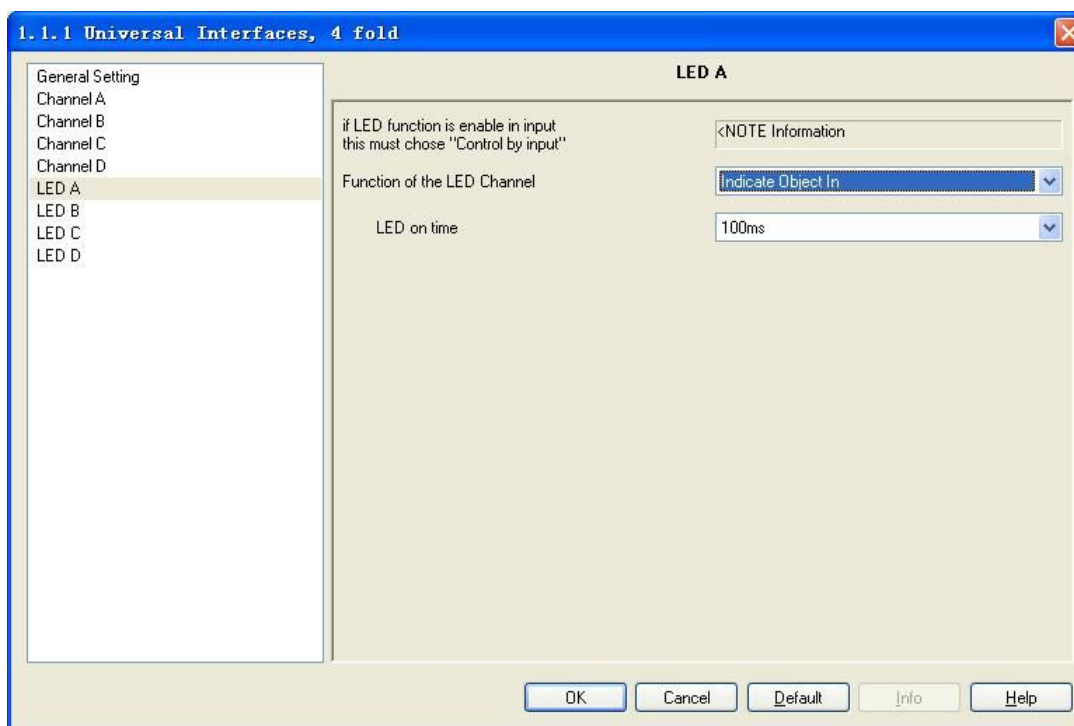 1.1.1 Universal Interfaces, 4 fold
General Setting
Channel A
Channel B
Channel C
Channel D
LED A
LED B
LED C
LED D
LED A
if LED function is enable in input
this must chose "Control by input"
<NOTE Information
Function of the LED Channel
Indicate Object In
LED on time
100ms
OK
Cancel
Default
Info
Help